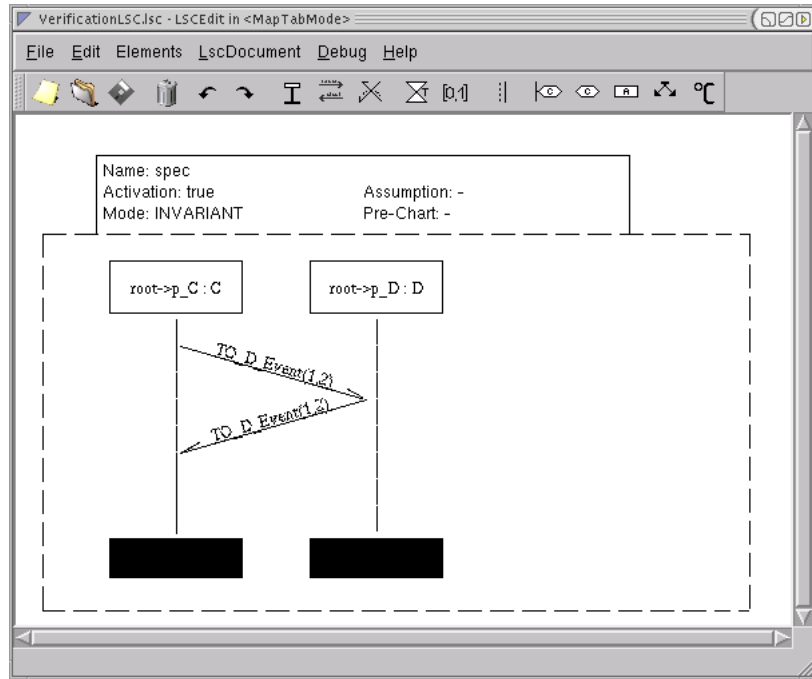 VerificationLSC.lsc - LSCEdit in <MapTabMode>
File Edit Elements LscDocument Debug Help
[0,1] C C A °C
Name: spec
Activation: true Assumption: -
Mode: INVARIANT Pre-Chart: -
root->p_C : C root->p_D : D
TO_D_Event(1,2)
TO_D_Event(1,2)